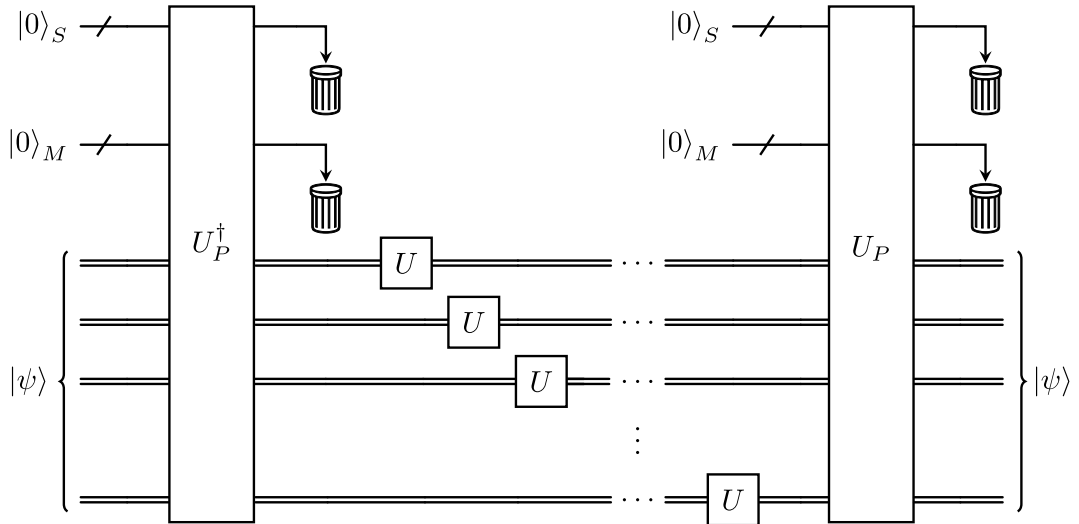 |0⟩_S |0⟩_S
|0⟩_M |0⟩_M
U_P^† U_P
U ···
U ···
|ψ⟩ U ··· |ψ⟩
⋮
··· U